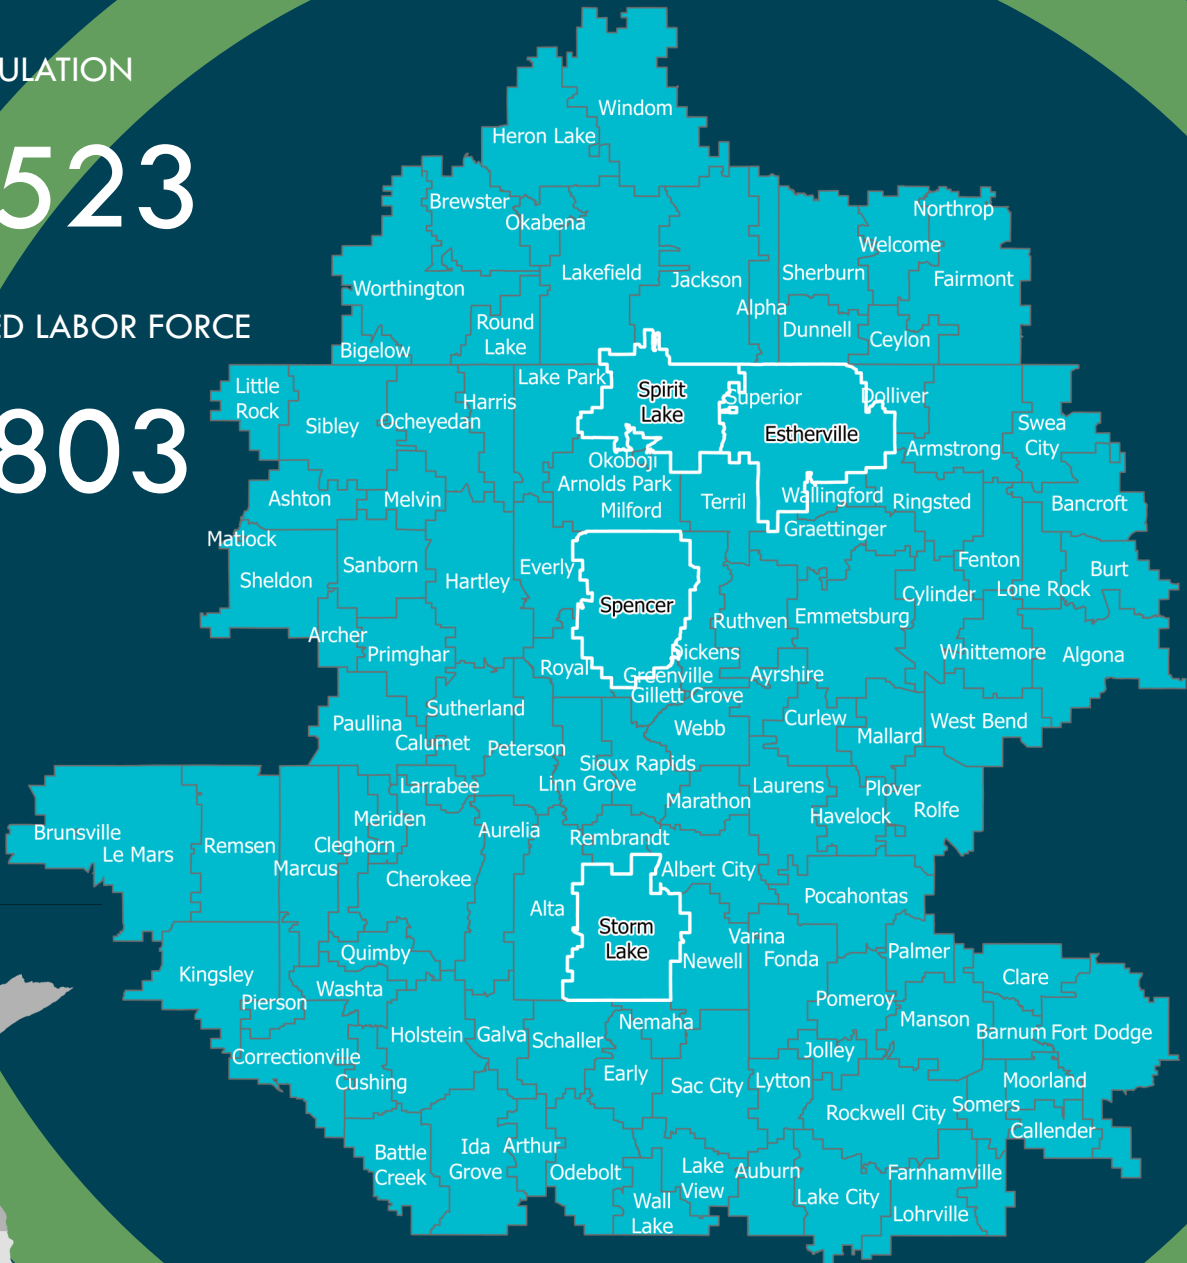 ULATION
523
ED LABOR FORCE
803
Windom
Heron Lake
Brewster
Okabena
Northrop
Welcome
Lakefield
Jackson
Sherburn
Fairmont
Worthington
Alpha
Round
Lake
Dunnell
Ceylon
Bigelow
Lake Park
Little
Rock
Harris
Spirit
Lake
Superior
Dolliver
Sibley
Ocheyedan
Estherville
Swea
City
Armstrong
Okoboji
Arnolds Park
Milford
Ashton
Melvin
Terril
Wallingford
Ringsted
Bancroft
Graettinger
Matlock
Sheldon
Sanborn
Hartley
Everly
Fenton
Burt
Lone Rock
Cylinder
Spencer
Ruthven
Emmetsburg
Archer
Primghar
Dickens
Whittemore
Algona
Royal
Greenville
Ayrshire
Gillett Grove
Sutherland
Paullina
Webb
Curlew
Mallard
West Bend
Calumet
Peterson
Sioux Rapids
Linn Grove
Larrabee
Laurens
Plover
Marathon
Havelock
Rolfe
Meriden
Aurelia
Rembrandt
Brunsville
Le Mars
Remsen
Cleghorn
Marcus
Cherokee
Albert City
Pocahontas
Alta
Storm
Lake
Varina
Newell
Fonda
Palmer
Quimby
Kingsley
Washta
Clare
Pierson
Pomeroy
Manson
Nemaha
Barnum
Fort Dodge
Holstein
Galva
Schaller
Correctionville
Jolley
Cushing
Early
Sac City
Lytton
Moorland
Rockwell City
Somers
Callender
Battle
Creek
Ida
Grove
Arthur
Odebolt
Lake
View
Auburn
Farnhamville
Wall
Lake
Lake City
Lohrville